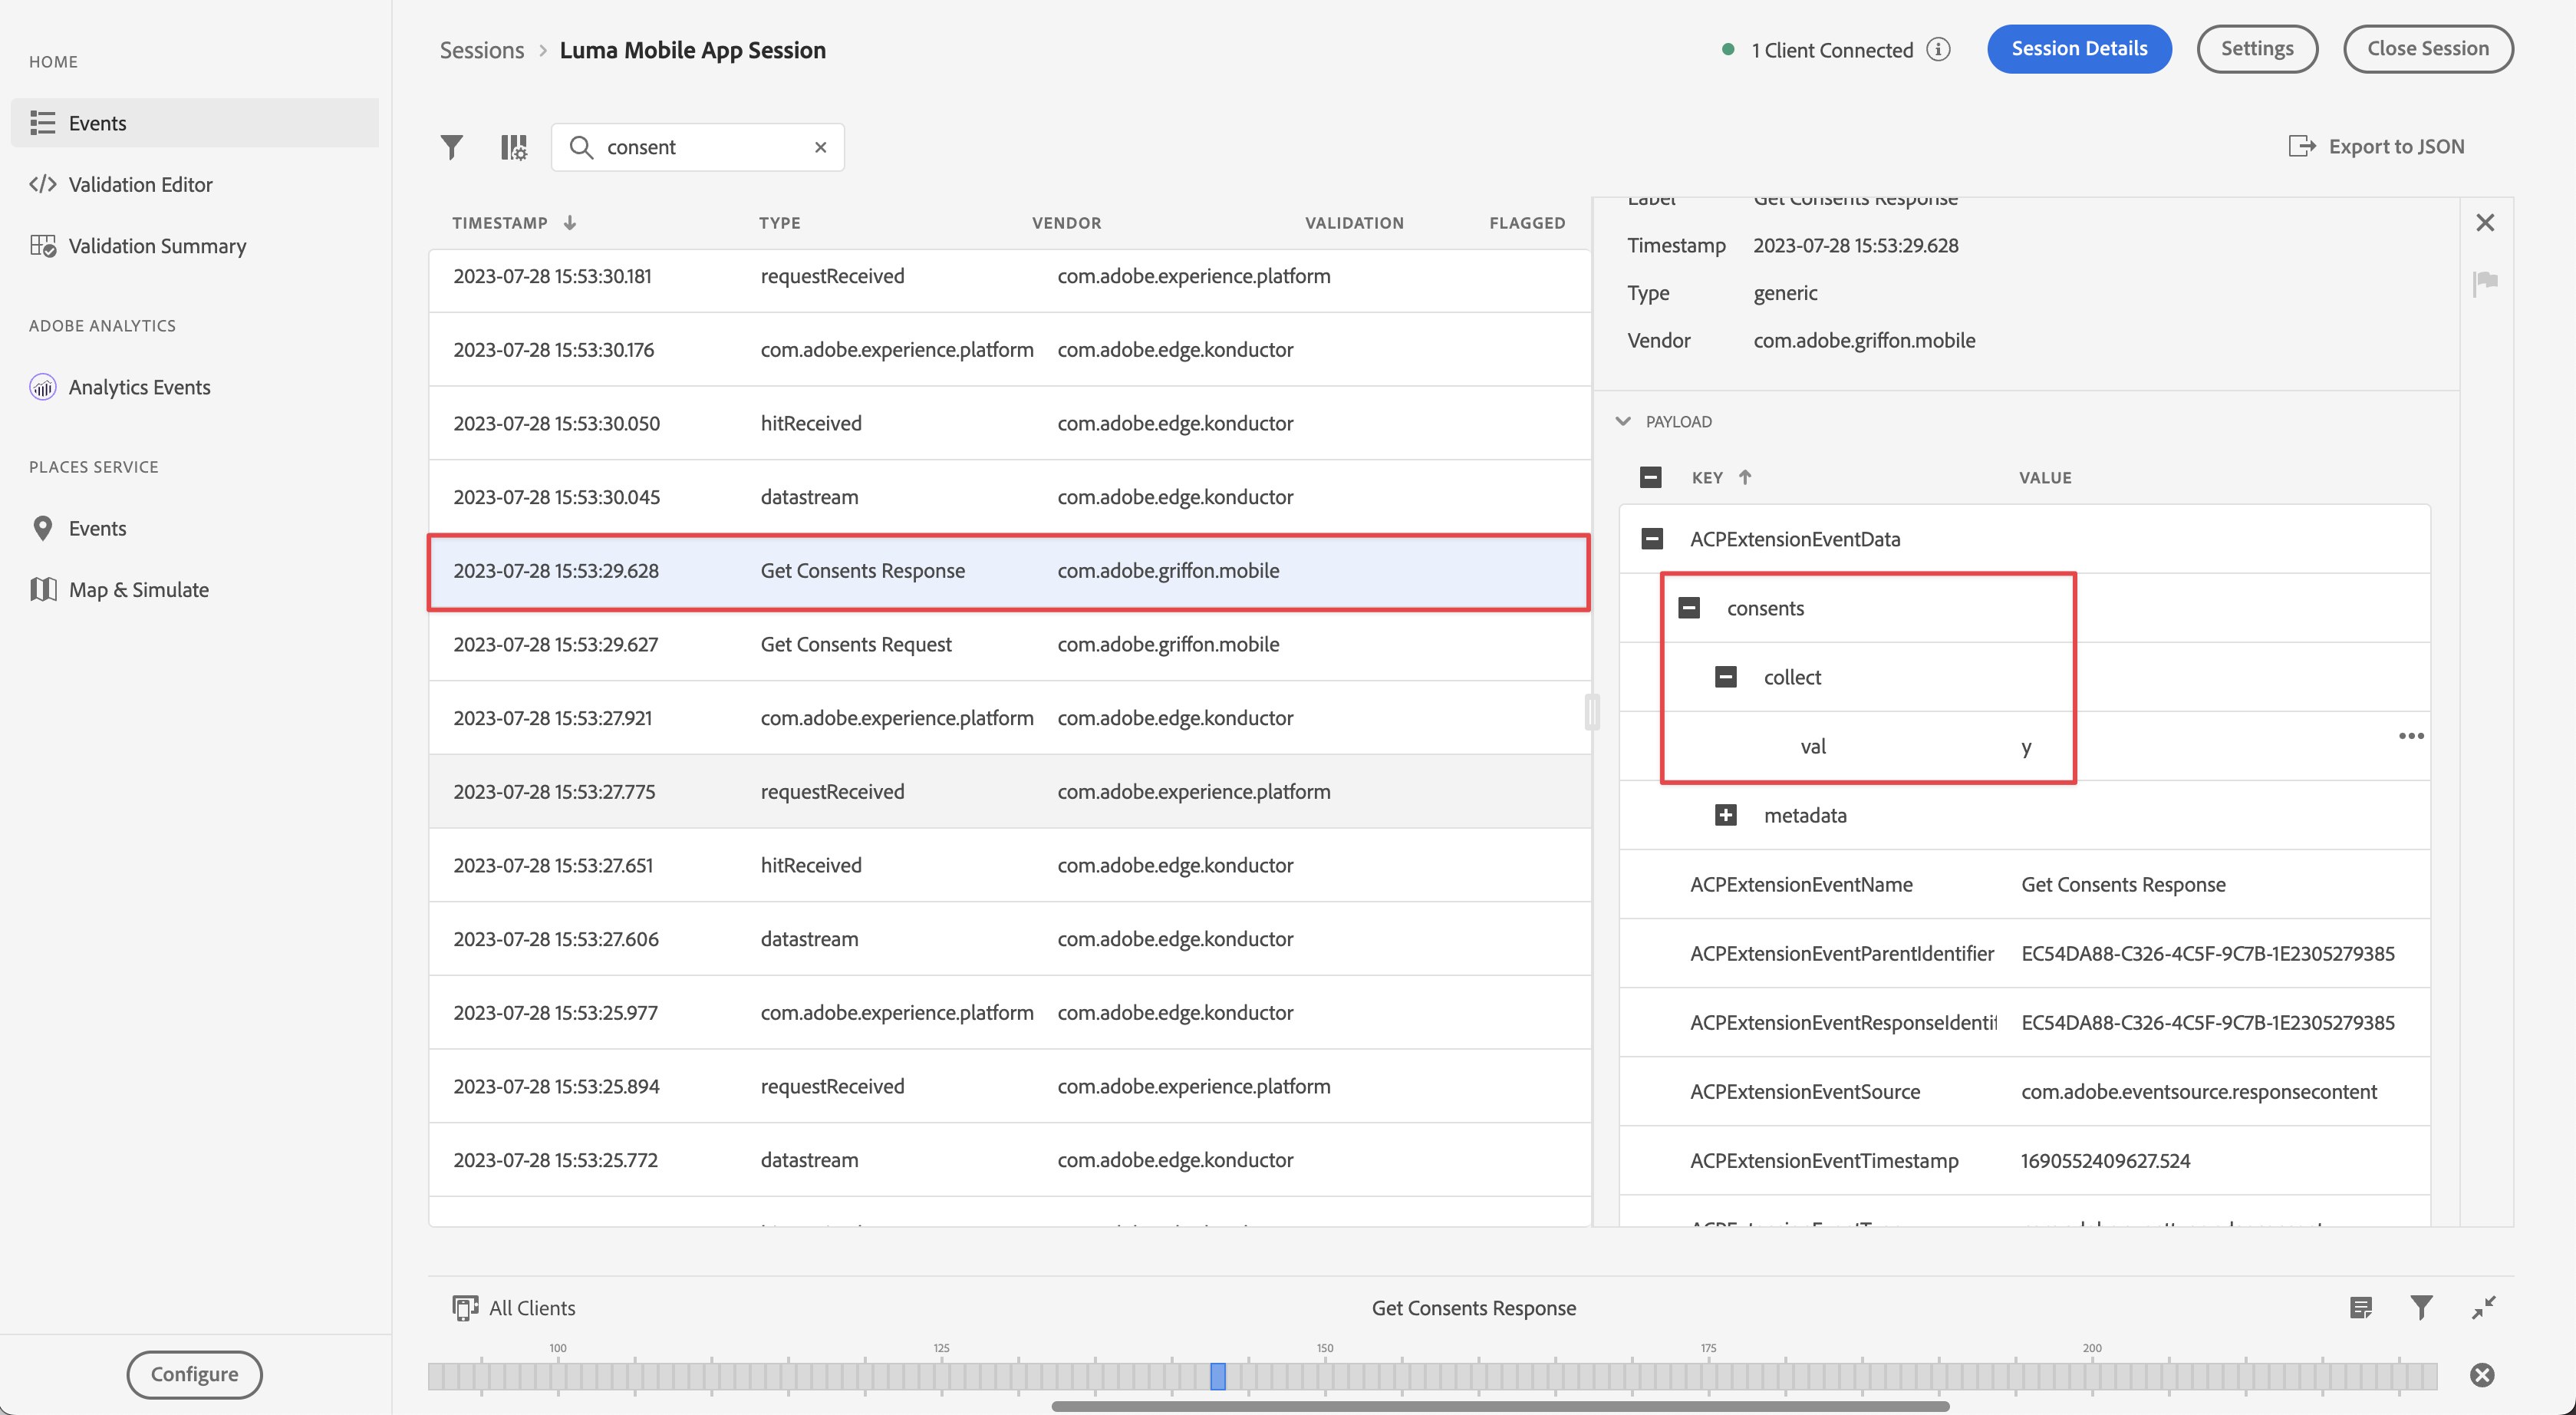 HOME
Events
Validation Editor
Validation Summary
ADOBE ANALYTICS
Analytics Events
PLACES SERVICE
Events
Map & Simulate
Configure
Sessions > Luma Mobile App Session
1 Client Connected
Session Details
Settings
Close Session
consent
Export to JSON
TIMESTAMP TYPE VENDOR VALIDATION FLAGGED
2023-07-28 15:53:30.181 requestReceived com.adobe.experience.platform
2023-07-28 15:53:30.176 com.adobe.experience.platform com.adobe.edge.konductor
2023-07-28 15:53:30.050 hitReceived com.adobe.edge.konductor
2023-07-28 15:53:30.045 datastream com.adobe.edge.konductor
2023-07-28 15:53:29.628 Get Consents Response com.adobe.griffon.mobile
2023-07-28 15:53:29.627 Get Consents Request com.adobe.griffon.mobile
2023-07-28 15:53:27.921 com.adobe.experience.platform com.adobe.edge.konductor
2023-07-28 15:53:27.775 requestReceived com.adobe.experience.platform
2023-07-28 15:53:27.651 hitReceived com.adobe.edge.konductor
2023-07-28 15:53:27.606 datastream com.adobe.edge.konductor
2023-07-28 15:53:25.977 com.adobe.experience.platform com.adobe.edge.konductor
2023-07-28 15:53:25.894 requestReceived com.adobe.experience.platform
2023-07-28 15:53:25.772 datastream com.adobe.edge.konductor
Label Get Consents Response
Timestamp 2023-07-28 15:53:29.628
Type generic
Vendor com.adobe.griffon.mobile
PAYLOAD
KEY VALUE
ACPExtensionEventData
consents
collect
val y
metadata
ACPExtensionEventName Get Consents Response
ACPExtensionEventParentIdentifier EC54DA88-C326-4C5F-9C7B-1E2305279385
ACPExtensionEventResponseIdentif EC54DA88-C326-4C5F-9C7B-1E2305279385
ACPExtensionEventSource com.adobe.eventsource.responsecontent
ACPExtensionEventTimestamp 1690552409627.524
All Clients
Get Consents Response
100 125 150 175 200